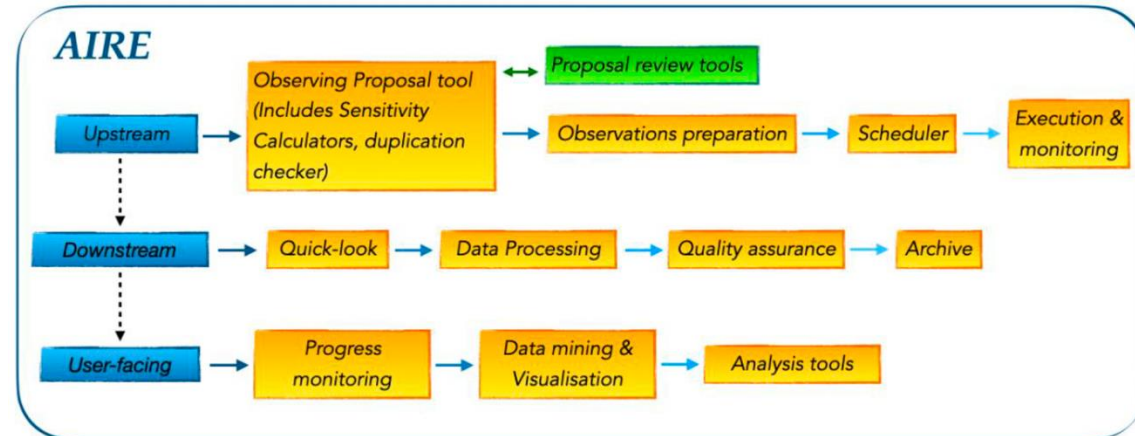 AIRE
Proposal review tools
Observing Proposal tool
(Includes Sensitivity
Calculators, duplication
checker)
Upstream
Observations preparation
Scheduler
Execution &
monitoring
Downstream
Quick-look
Data Processing
Quality assurance
Archive
User-facing
Progress
monitoring
Data mining &
Visualisation
Analysis tools